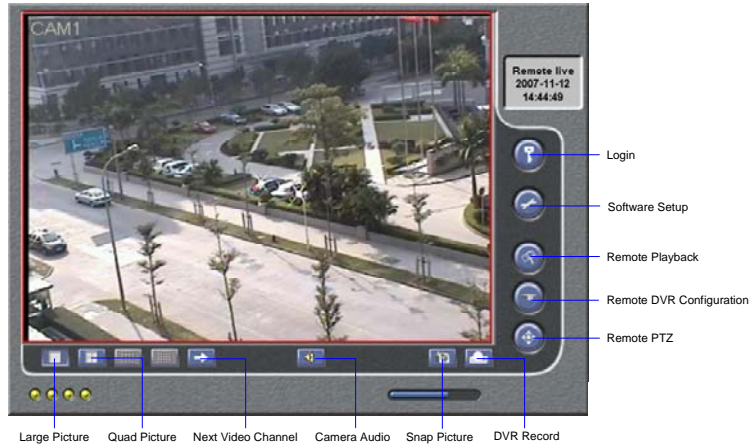 CAM1
Remote live
2007-11-12
14:44:49
Login
Software Setup
Remote Playback
Remote DVR Configuration
Remote PTZ
Large Picture
Quad Picture
Next Video Channel
Camera Audio
Snap Picture
DVR Record